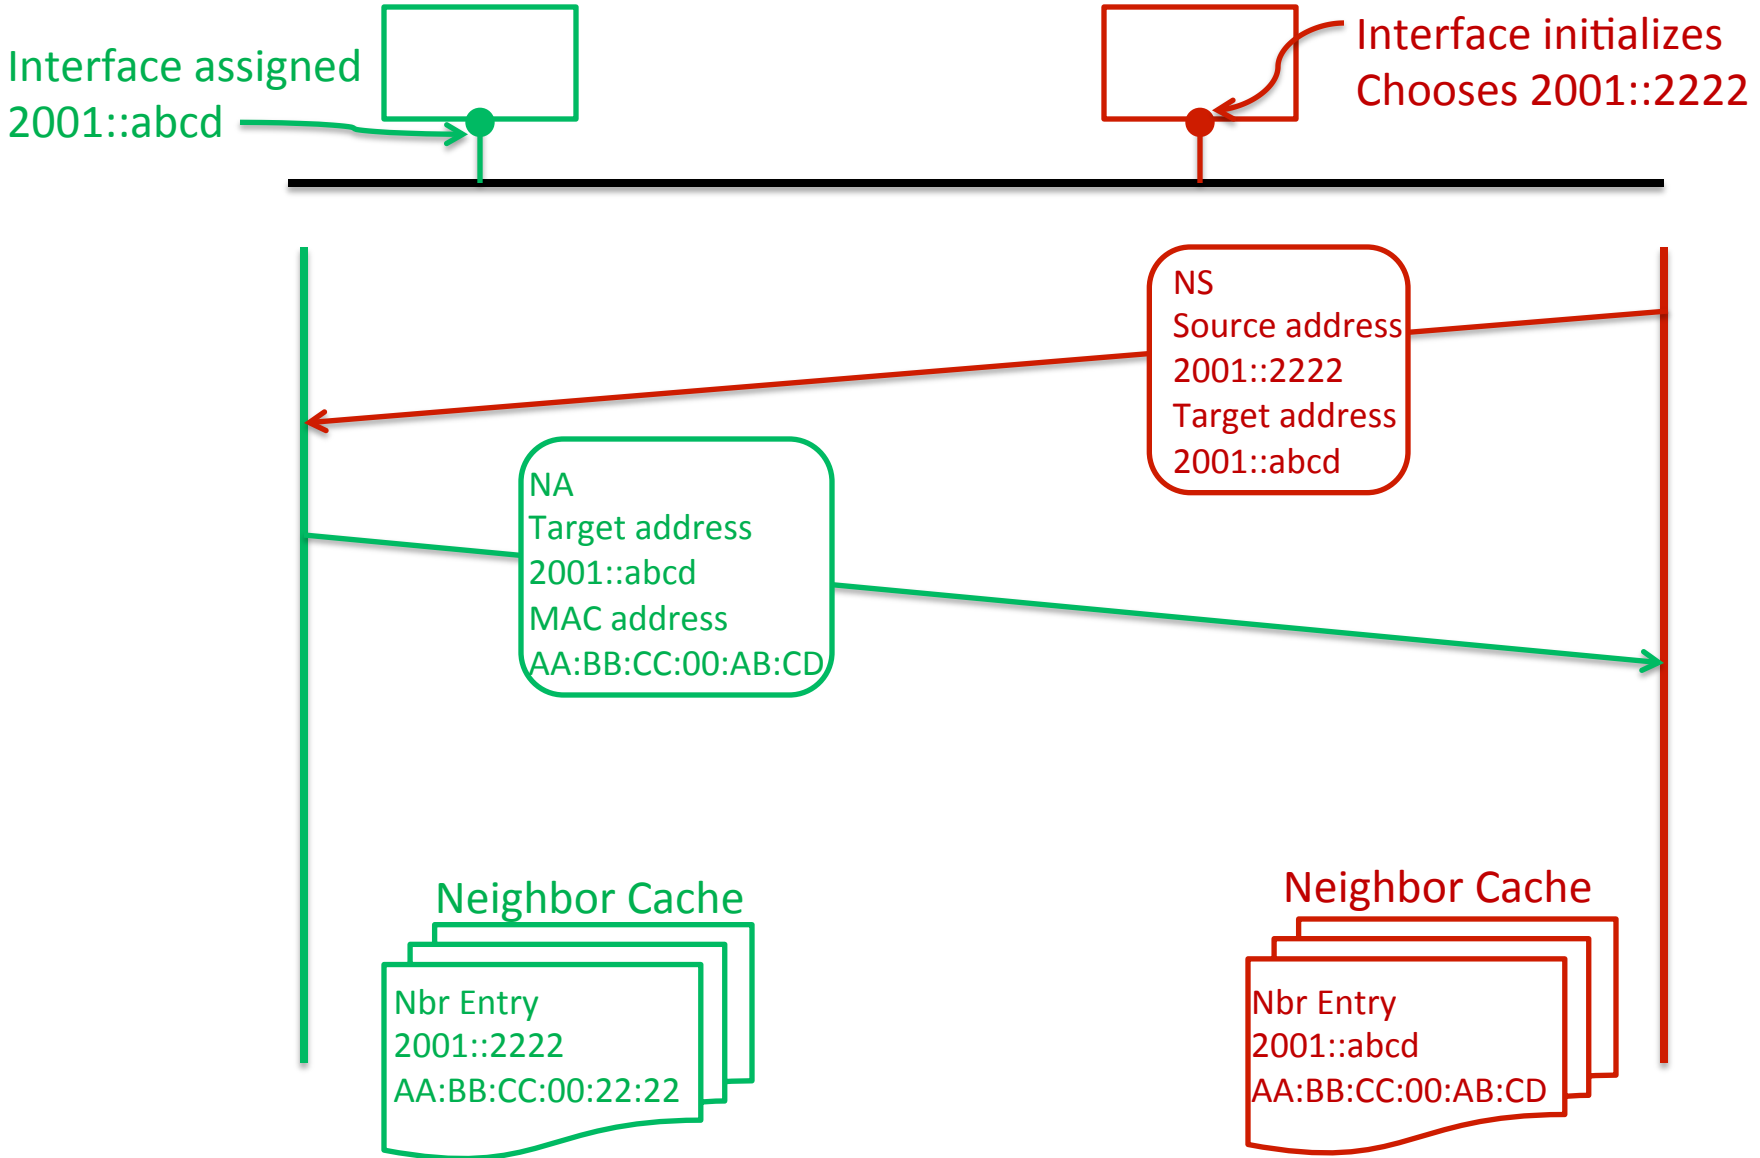 Interface assigned
2001::abcd
Interface initializes
Chooses 2001::2222
NS
Source address
2001::2222
Target address
2001::abcd
NA
Target address
2001::abcd
MAC address
AA:BB:CC:00:AB:CD
Neighbor Cache
Nbr Entry
2001::2222
AA:BB:CC:00:22:22
Neighbor Cache
Nbr Entry
2001::abcd
AA:BB:CC:00:AB:CD